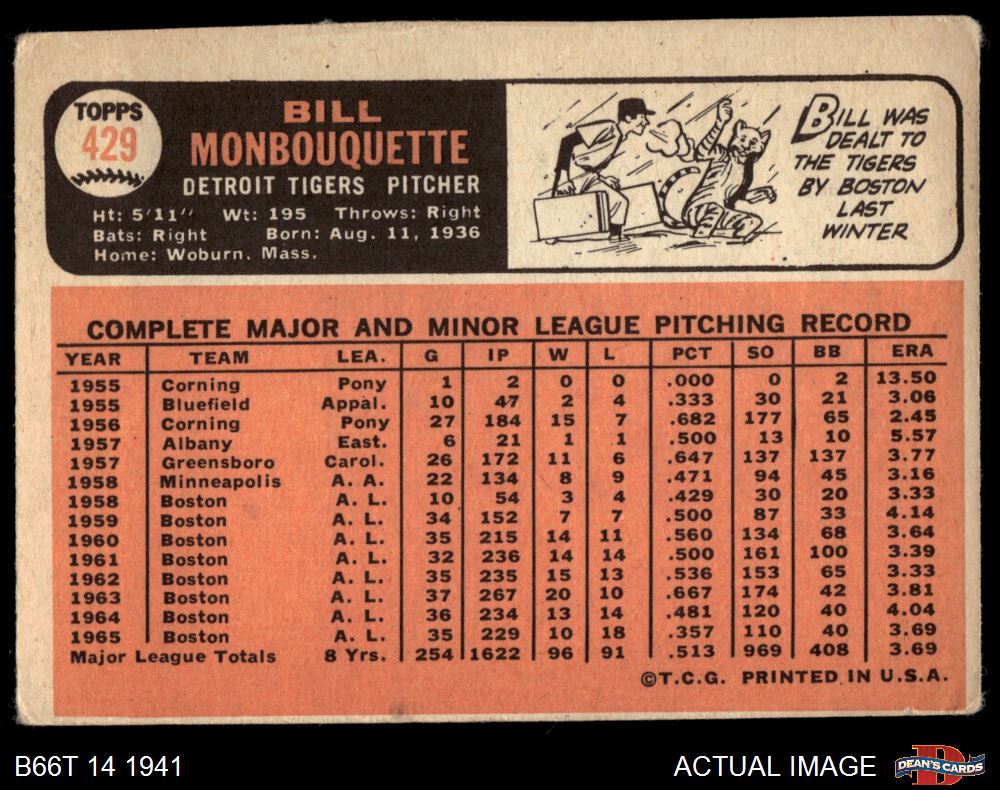 TOPPS
429
BILL
MONBOUQUETTE
DETROIT TIGERS PITCHER
Ht: 5'11" Wt: 195 Throws: Right
Bats: Right Born: Aug. 11, 1936
Home: Woburn, Mass.
BILL WAS
DEALT TO
THE TIGERS
BY BOSTON
LAST
WINTER
COMPLETE MAJOR AND MINOR LEAGUE PITCHING RECORD
YEAR TEAM LEA. G IP W L PCT SO BB ERA
1955 Corning Pony 1 2 0 0 .000 0 2 13.50
1955 Bluefield Appal. 10 47 2 4 .333 30 21 3.06
1956 Corning Pony 27 184 15 7 .682 177 65 2.45
1957 Albany East. 6 21 1 1 .500 13 10 5.57
1957 Greensboro Carol. 26 172 11 6 .647 137 137 3.77
1958 Minneapolis A. A. 22 134 8 9 .471 94 45 3.16
1958 Boston A. L. 10 54 3 4 .429 30 20 3.33
1959 Boston A. L. 34 152 7 7 .500 87 33 4.14
1960 Boston A. L. 35 215 14 11 .560 134 68 3.64
1961 Boston A. L. 32 236 14 14 .500 161 100 3.39
1962 Boston A. L. 35 235 15 13 .536 153 65 3.33
1963 Boston A. L. 37 267 20 10 .667 174 42 3.81
1964 Boston A. L. 36 234 13 14 .481 120 40 4.04
1965 Boston A. L. 35 229 10 18 .357 110 40 3.69
Major League Totals 8 Yrs. 254 1622 96 91 .513 969 408 3.69
©T.C.G. PRINTED IN U.S.A.
B66T 14 1941
ACTUAL IMAGE
D
DEAN'S CARDS